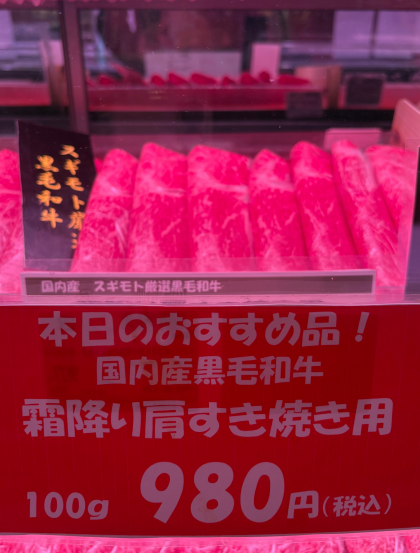 スギモト厳選
黒毛和牛
国内産 スギモト厳選黒毛和牛
本日のおすすめ品！
国内産黒毛和牛
霜降り肩すき焼き用
100g 980円(税込)